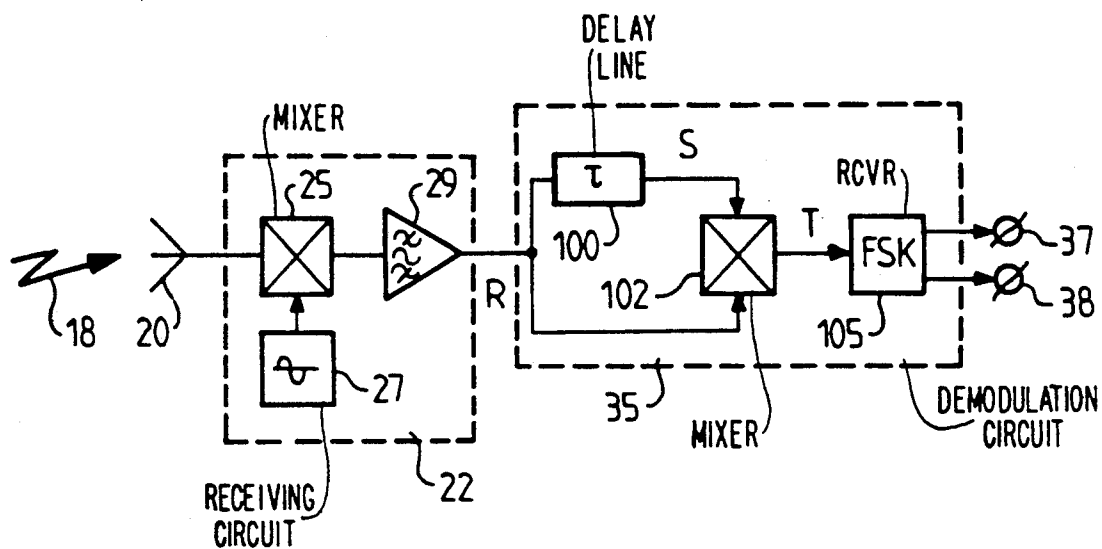 DELAY
LINE
MIXER
25
29
τ
S
100
RCVR
T
FSK
102
105
37
38
R
18
20
27
22
35
MIXER
DEMODULATION
CIRCUIT
RECEIVING
CIRCUIT